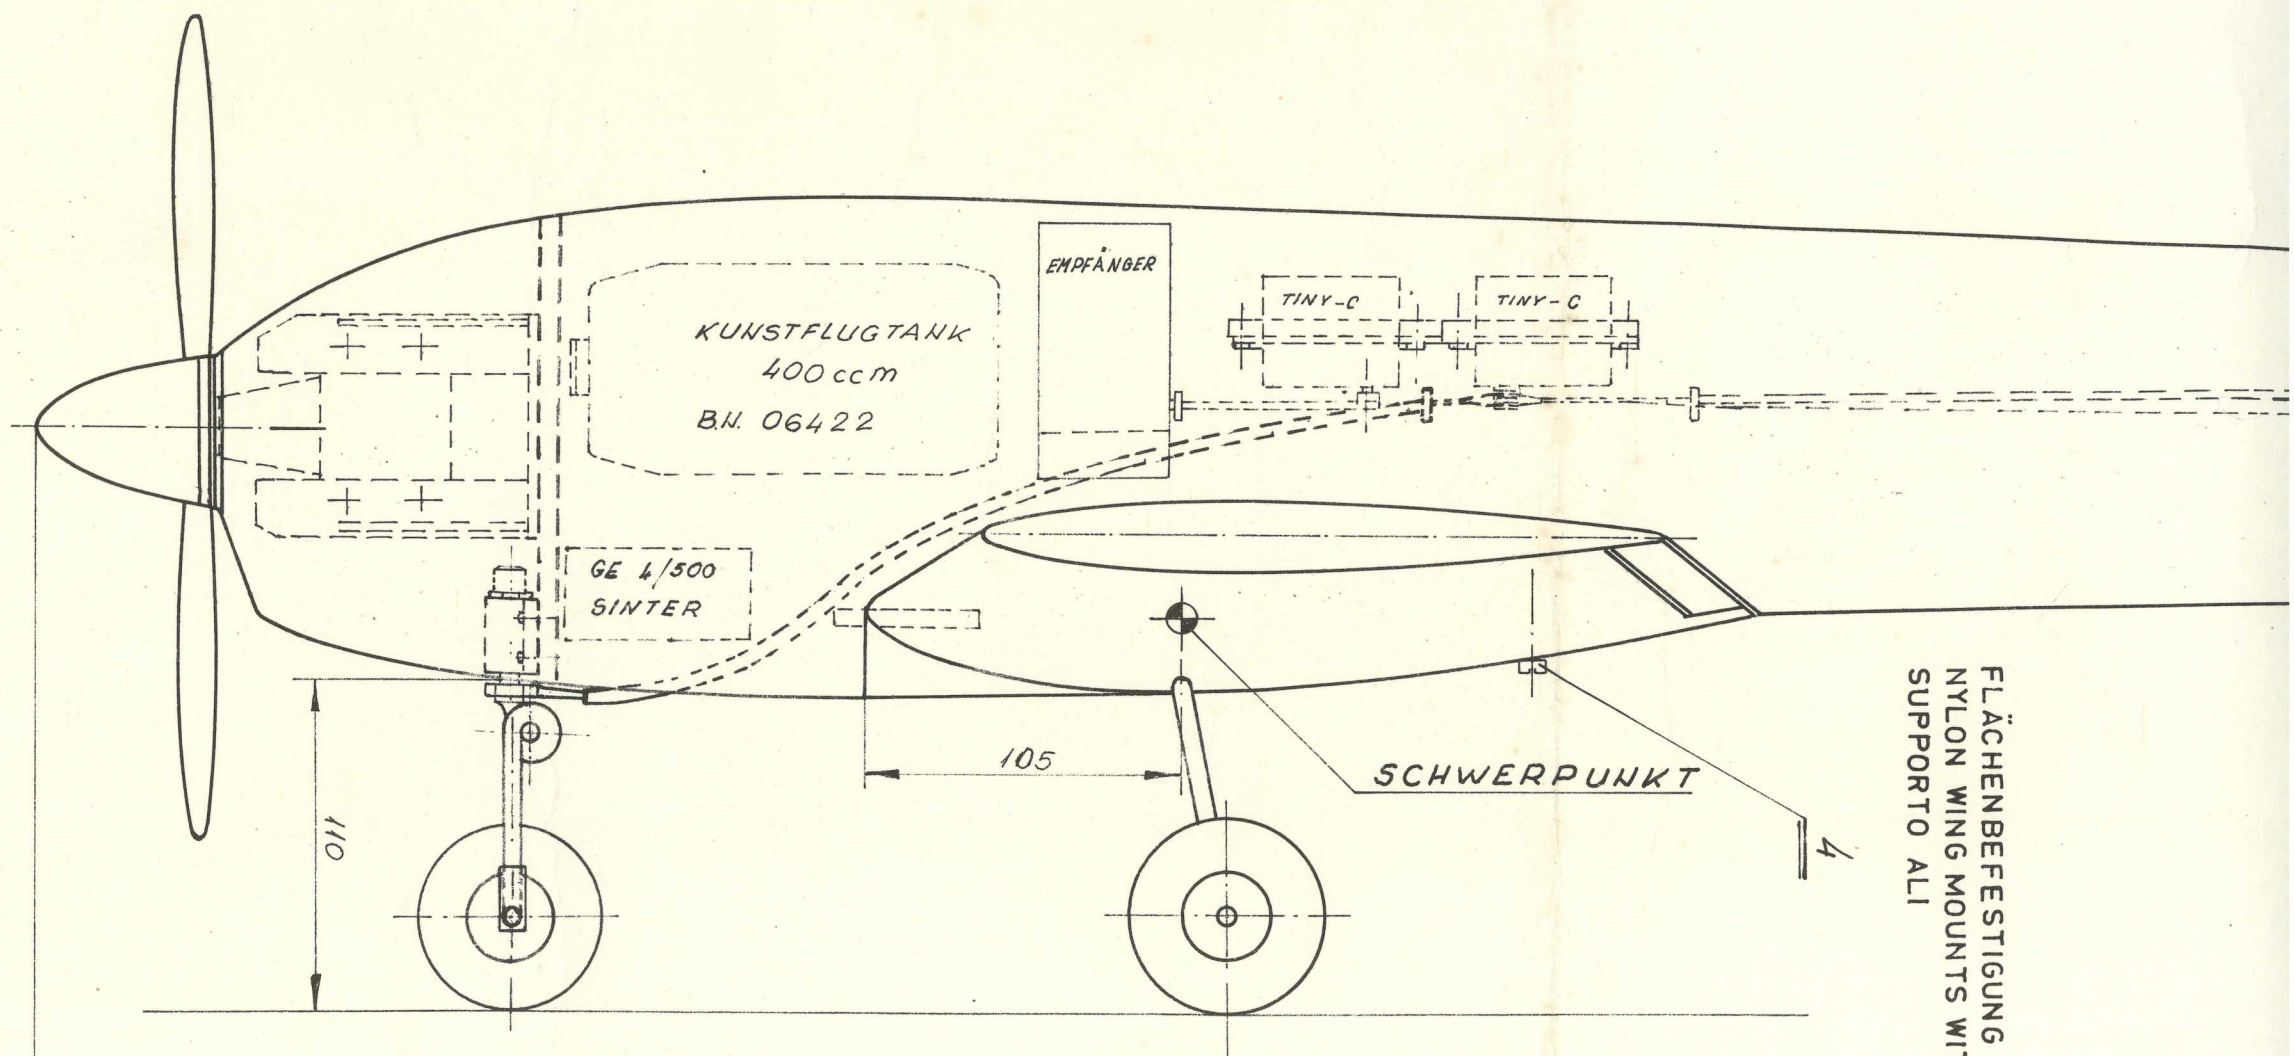 EMPFÄNGER
TINY-C
TINY-C
KUNSTFLUGTANK
400 ccm
B.N. 06422
GE 4/500
SINTER
105
SCHWERPUNKT
110
4
FLÄCHENBEFESTIGUNG
NYLON WING MOUNTS WIT
SUPPORTO ALI